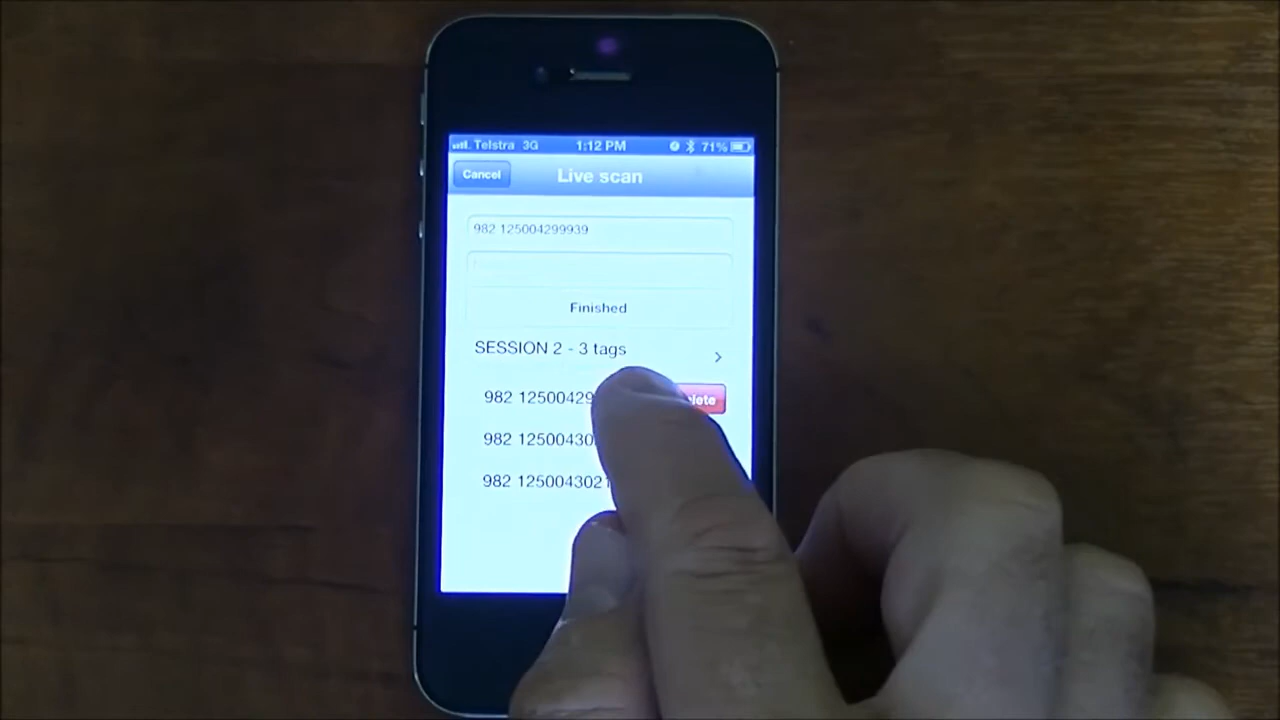 Telstra 3G 1:12 PM 71%
Cancel Live scan
982 125004299939
Finished
SESSION 2 - 3 tags
982 12500429
982 12500430
982 1250043021